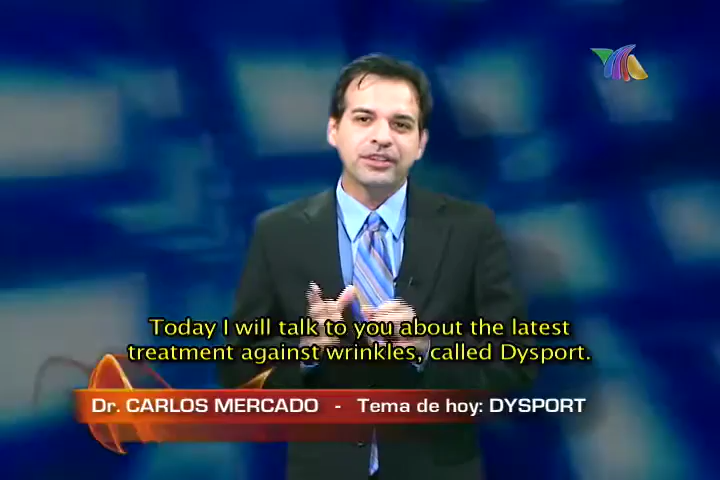 Today I will talk to you about the latest
treatment against wrinkles, called Dysport.
Dr. CARLOS MERCADO - Tema de hoy: DYSPORT